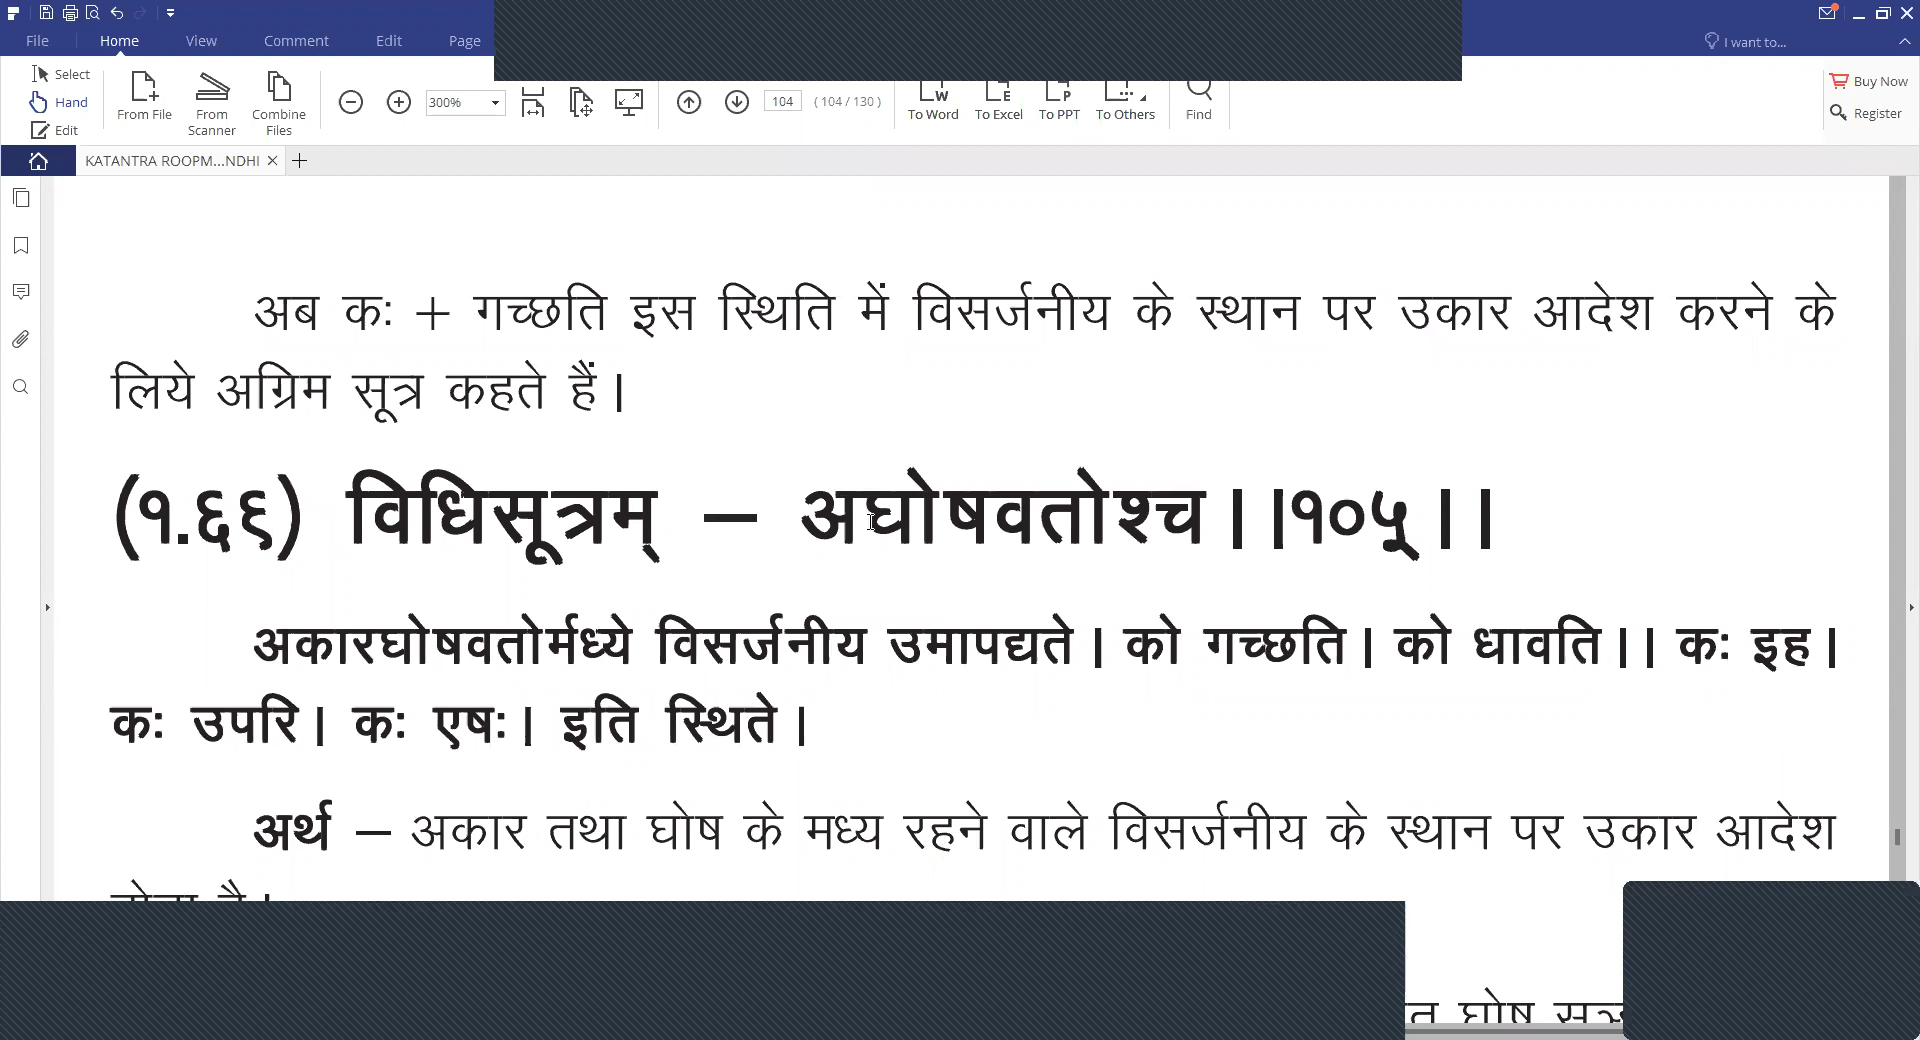 File Home View Comment Edit Page I want to...
Select Hand Edit
From File From Scanner Combine Files
300% 104 (104 / 130)
To Word To Excel To PPT To Others Find
Buy Now Register
KATANTRA ROOPM...NDHI
अब कः + गच्छति इस स्थिति में विसर्जनीय के स्थान पर उकार आदेश करने के
लिये अग्रिम सूत्र कहते हैं।
(१.६६) विधिसूत्रम् – अघोषवतोश्च।।१०५।।
अकारघोषवतोर्मध्ये विसर्जनीय उमापद्यते। को गच्छति। को धावति।। कः इह।
कः उपरि। कः एषः। इति स्थिते।
अर्थ – अकार तथा घोष के मध्य रहने वाले विसर्जनीय के स्थान पर उकार आदेश
घोष